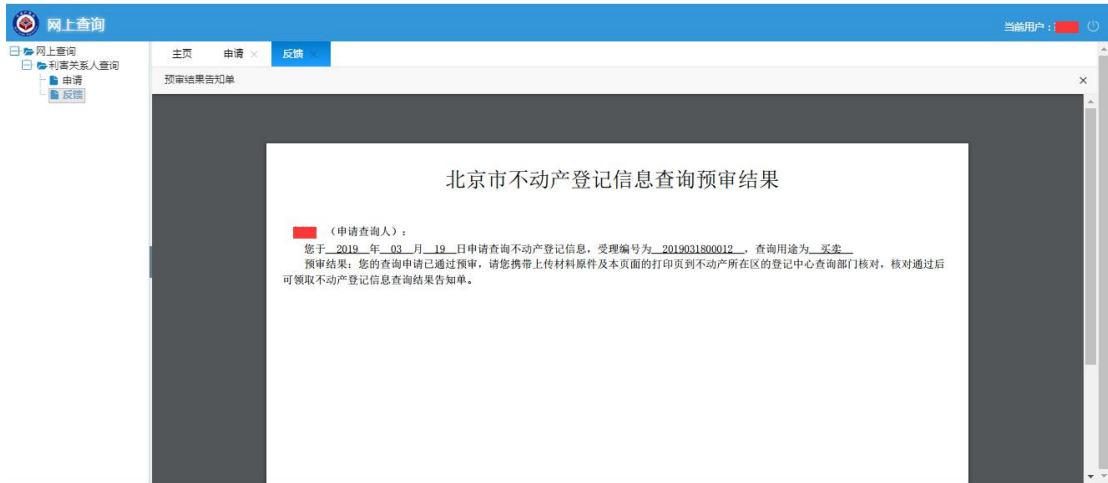 网上查询
当前用户：
网上查询
利害关系人查询
申请
反馈
主页 申请 × 反馈 ×
预审结果告知单 ×
北京市不动产登记信息查询预审结果
（申请查询人）：
您于 2019 年 03 月 19 日申请查询不动产登记信息，受理编号为 2019031800012 ，查询用途为 买卖
预审结果：您的查询申请已通过预审，请您携带上传材料原件及本页面的打印页到不动产所在区的登记中心查询部门核对，核对通过后
可领取不动产登记信息查询结果告知单。